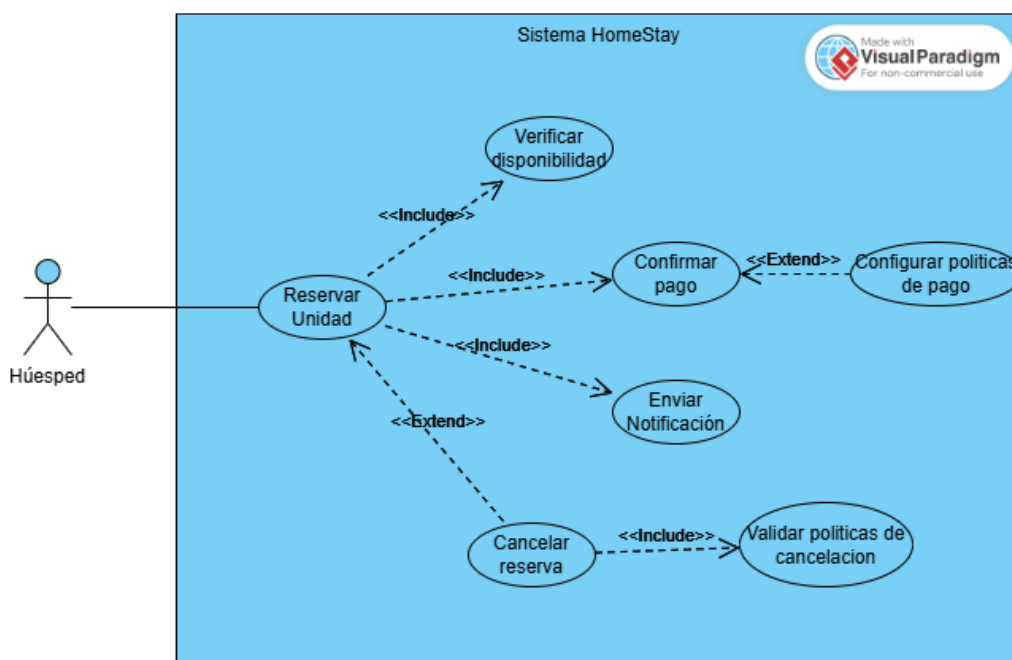 Sistema HomeStay
Made with
Visual Paradigm
For non-commercial use
Verificar
disponibilidad
<<Include>>
<<Include>>
Confirmar
pago
<<Extend>>
Configurar politicas
de pago
Reservar
Unidad
Húesped
<<Include>>
Enviar
Notificación
<<Extend>>
Cancelar
reserva
<<Include>>
Validar politicas de
cancelacion